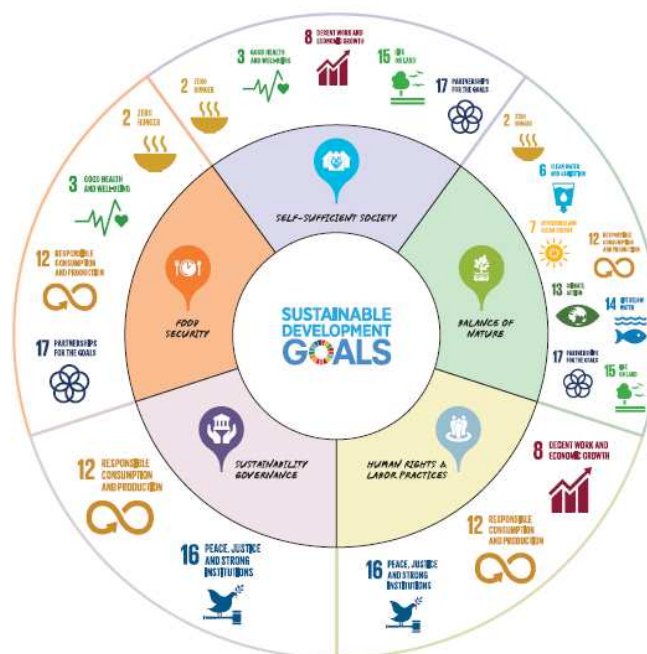 8 DECENT WORK AND
ECONOMIC GROWTH
3 GOOD HEALTH
AND WELL-BEING
15 LIFE
ON LAND
2 ZERO
HUNGER
17 PARTNERSHIPS
FOR THE GOALS
2 ZERO
HUNGER
3 GOOD HEALTH
AND WELL-BEING
12 RESPONSIBLE
CONSUMPTION
AND PRODUCTION
17 PARTNERSHIPS
FOR THE GOALS
2 ZERO
HUNGER
6 CLEAN WATER
AND SANITATION
7 AFFORDABLE AND
CLEAN ENERGY
12 RESPONSIBLE
CONSUMPTION
AND PRODUCTION
13 CLIMATE
ACTION
14 LIFE BELOW
WATER
17 PARTNERSHIPS
FOR THE GOALS
15 LIFE
ON LAND
SELF-SUFFICIENT SOCIETY
FOOD
SECURITY
SUSTAINABLE
DEVELOPMENT
GOALS
BALANCE OF
NATURE
SUSTAINABILITY
GOVERNANCE
HUMAN RIGHTS &
LABOR PRACTICES
12 RESPONSIBLE
CONSUMPTION
AND PRODUCTION
16 PEACE, JUSTICE
AND STRONG
INSTITUTIONS
8 DECENT WORK AND
ECONOMIC GROWTH
12 RESPONSIBLE
CONSUMPTION
AND PRODUCTION
16 PEACE, JUSTICE
AND STRONG
INSTITUTIONS